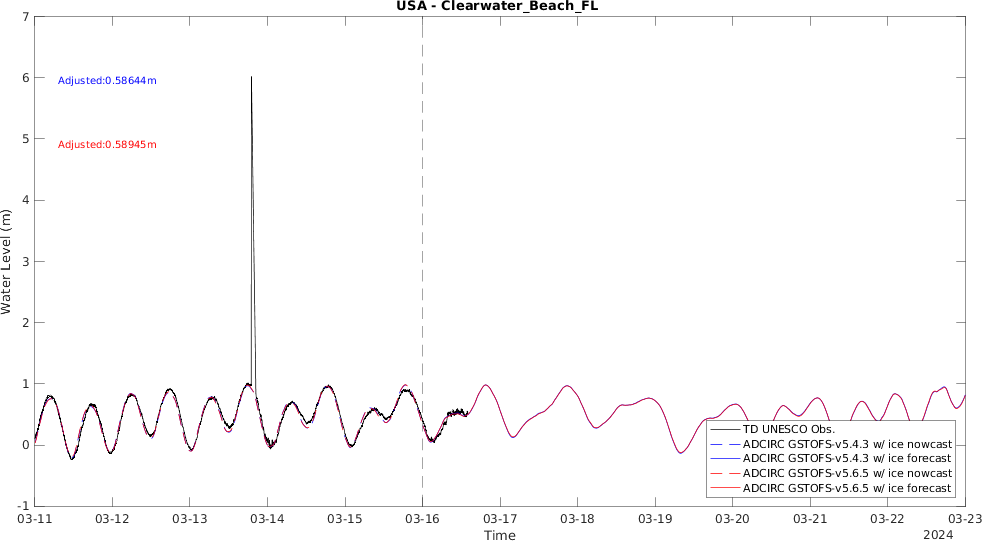 USA - Clearwater_Beach_FL
7
6
5
4
3
2
1
0
-1
Water Level (m)
Adjusted:0.58644m
Adjusted:0.58945m
TD UNESCO Obs.
ADCIRC GSTOFS-v5.4.3 w/ ice nowcast
ADCIRC GSTOFS-v5.4.3 w/ ice forecast
ADCIRC GSTOFS-v5.6.5 w/ ice nowcast
ADCIRC GSTOFS-v5.6.5 w/ ice forecast
03-11 03-12 03-13 03-14 03-15 03-16 03-17 03-18 03-19 03-20 03-21 03-22 03-23
Time
2024